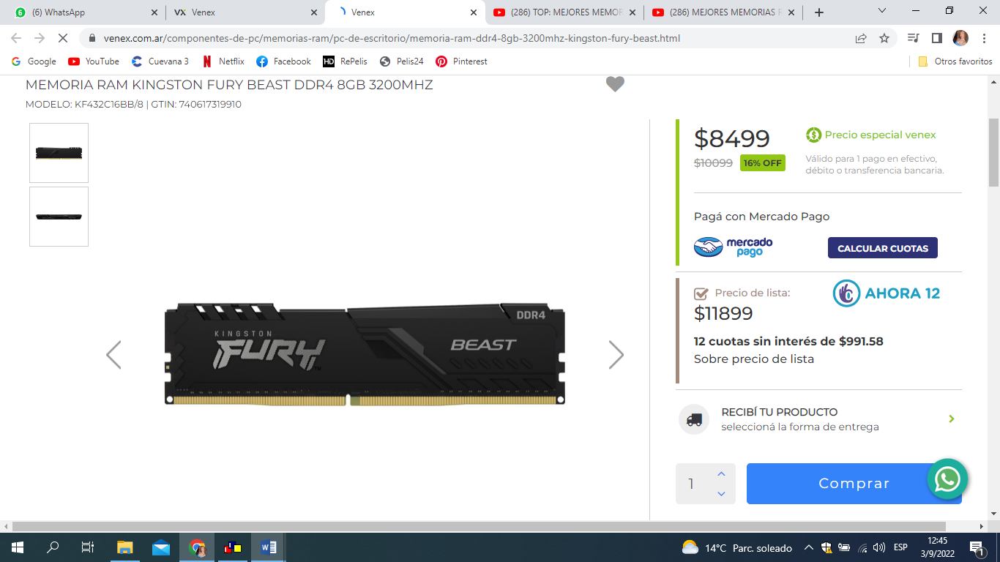 (6) WhatsApp
VX Venex
Venex
(286) TOP: MEJORES MEMOR
(286) MEJORES MEMORIAS F
venex.com.ar/componentes-de-pc/memorias-ram/pc-de-escritorio/memoria-ram-ddr4-8gb-3200mhz-kingston-fury-beast.html
Google
YouTube
Cuevana 3
Netflix
Facebook
HD RePelis
Pelis24
Pinterest
Otros favoritos
MEMORIA RAM KINGSTON FURY BEAST DDR4 8GB 3200MHZ
MODELO: KF432C16BB/8 | GTIN: 740617319910
$8499
Precio especial venex
$10099 16% OFF
Válido para 1 pago en efectivo,
débito o transferencia bancaria.
Pagá con Mercado Pago
mercado
pago
CALCULAR CUOTAS
Precio de lista:
AHORA 12
$11899
12 cuotas sin interés de $991.58
Sobre precio de lista
DDR4
KINGSTON
FURY
BEAST
RECIBÍ TU PRODUCTO
seleccioná la forma de entrega
1
Comprar
14°C Parc. soleado
ESP
12:45
3/9/2022
1